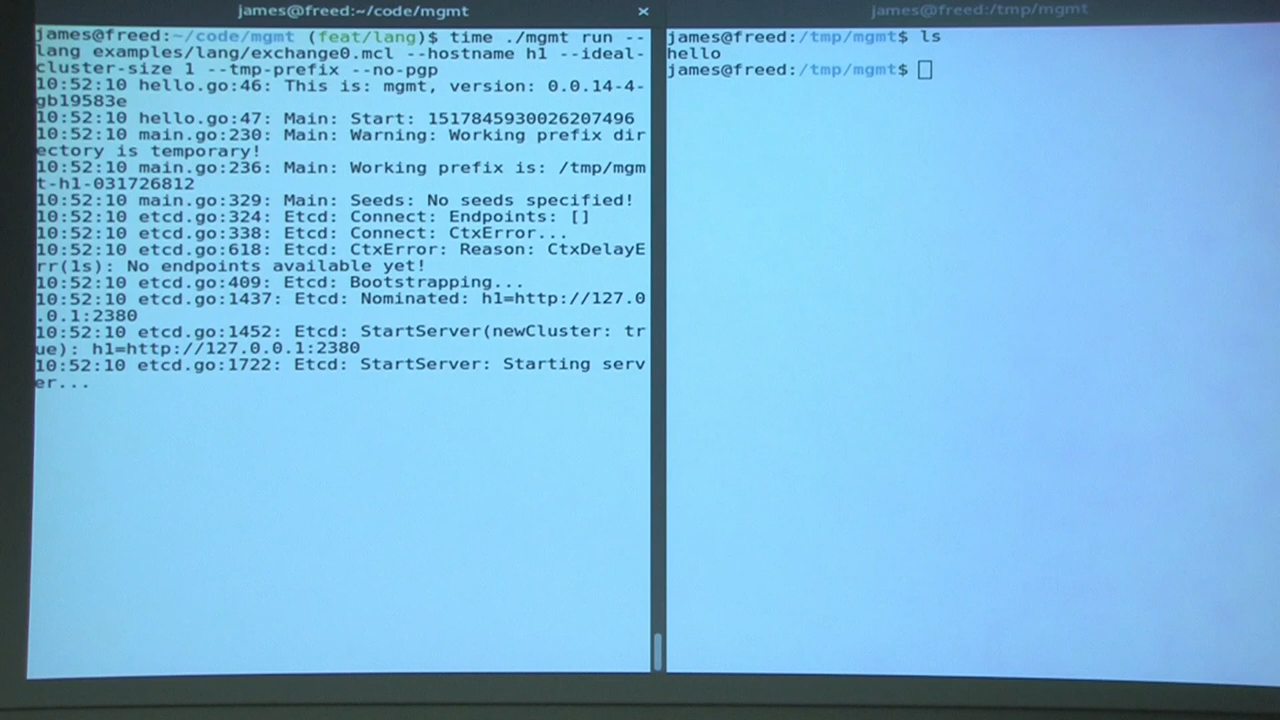 james@freed:~/code/mgmt ×
james@freed:~/code/mgmt (feat/lang)$ time ./mgmt run --
lang examples/lang/exchange0.mcl --hostname h1 --ideal-
cluster-size 1 --tmp-prefix --no-pgp
10:52:10 hello.go:46: This is: mgmt, version: 0.0.14-4-
gb19583e
10:52:10 hello.go:47: Main: Start: 1517845930026207496
10:52:10 main.go:230: Main: Warning: Working prefix dir
ectory is temporary!
10:52:10 main.go:236: Main: Working prefix is: /tmp/mgm
t-h1-031726812
10:52:10 main.go:329: Main: Seeds: No seeds specified!
10:52:10 etcd.go:324: Etcd: Connect: Endpoints: []
10:52:10 etcd.go:338: Etcd: Connect: CtxError...
10:52:10 etcd.go:618: Etcd: CtxError: Reason: CtxDelayE
rr(1s): No endpoints available yet!
10:52:10 etcd.go:409: Etcd: Bootstrapping...
10:52:10 etcd.go:1437: Etcd: Nominated: h1=http://127.0
.0.1:2380
10:52:10 etcd.go:1452: Etcd: StartServer(newCluster: tr
ue): h1=http://127.0.0.1:2380
10:52:10 etcd.go:1722: Etcd: StartServer: Starting serv
er...
james@freed:/tmp/mgmt
james@freed:/tmp/mgmt$ ls
hello
james@freed:/tmp/mgmt$